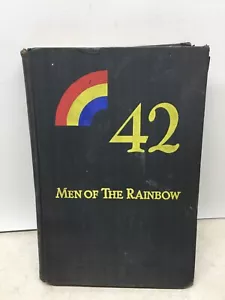 42
MEN OF THE RAINBOW